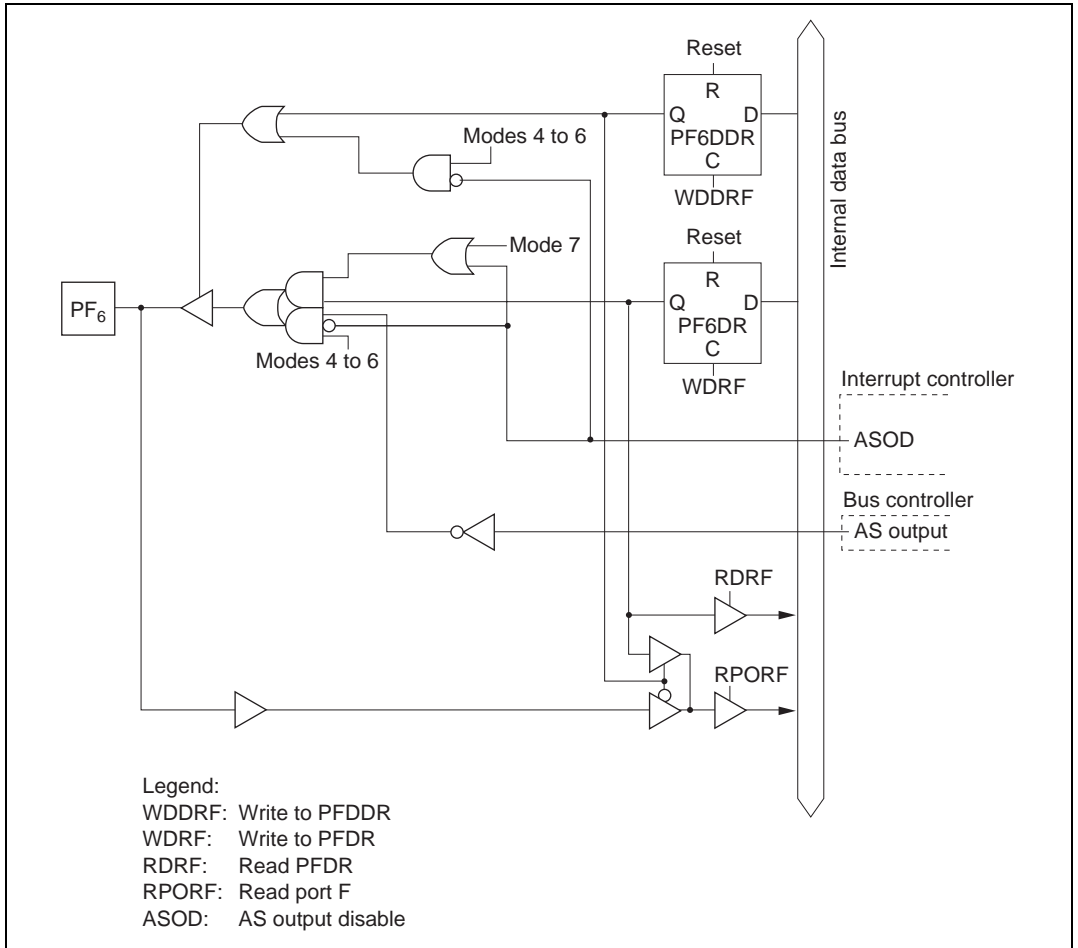 Reset
R
Q D
PF6DDR
C
WDDRF
Modes 4 to 6
Internal data bus
Reset
Mode 7
R
Q D
PF6DR
C
WDRF
PF6
Modes 4 to 6
Interrupt controller
ASOD
Bus controller
AS output
RDRF
RPORF
Legend:
WDDRF: Write to PFDDR
WDRF: Write to PFDR
RDRF: Read PFDR
RPORF: Read port F
ASOD: AS output disable